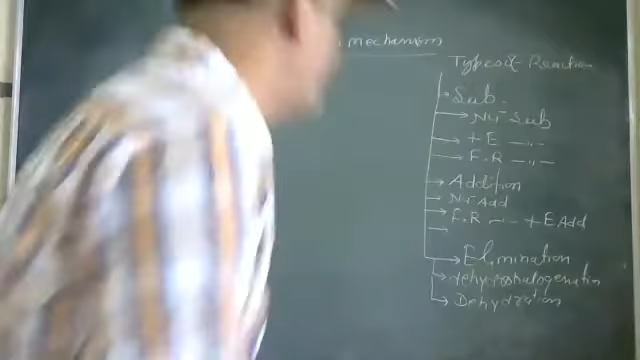 mechanism
Types of Reaction
Sub.
Nu- Sub
+ E — " —
F.R — " —
Addition
Nu- Add
F.R — + E Add
Elimination
dehydrohalogenation
Dehydration